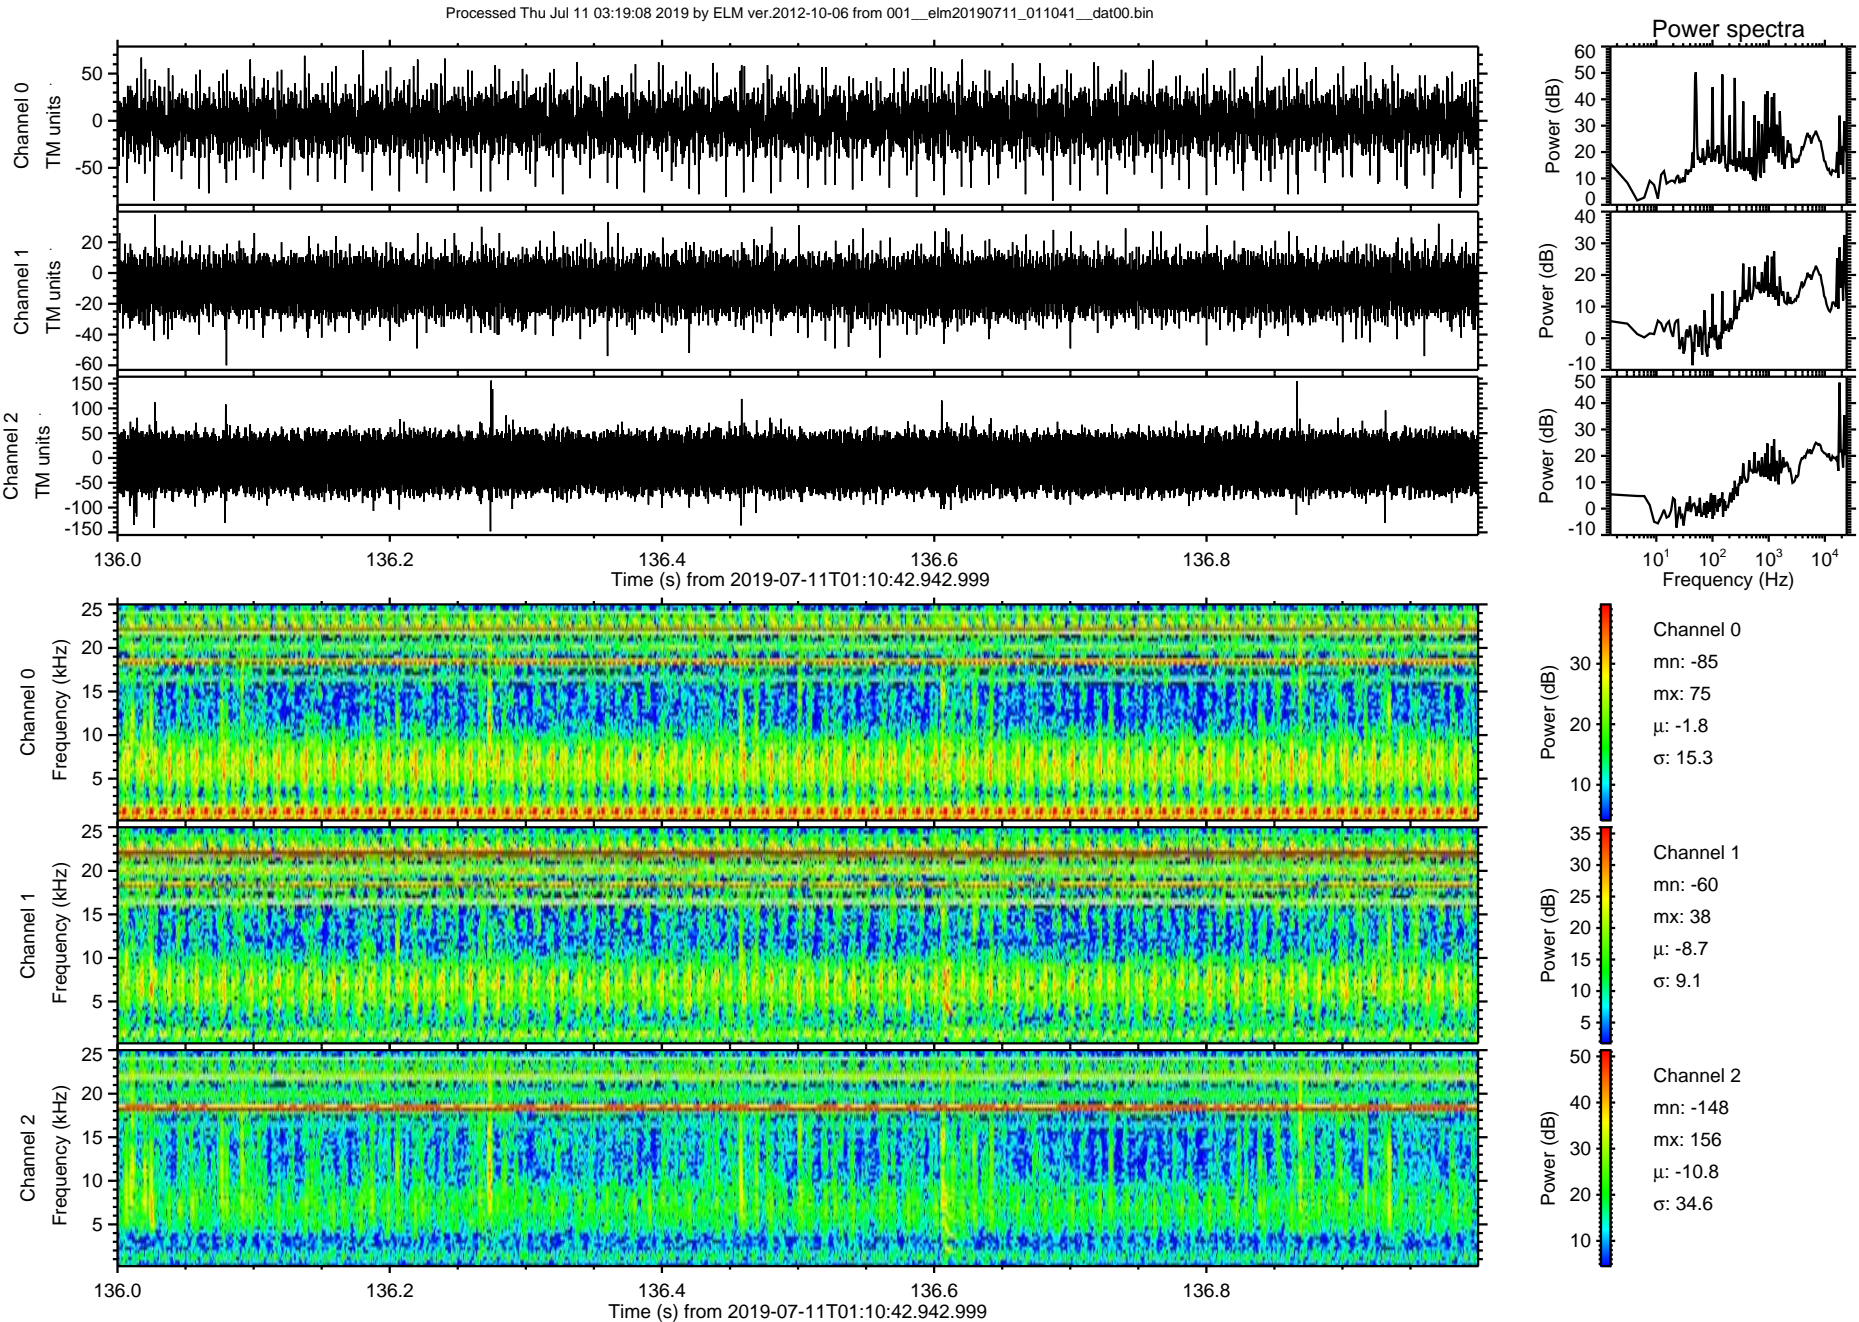 Processed Thu Jul 11 03:19:08 2019 by ELM ver.2012-10-06 from 001__elm20190711_011041__dat00.bin
Power spectra
Channel 0
TM units
50
0
-50
Power (dB)
60
50
40
30
20
10
0
Channel 1
TM units
20
0
-20
-40
-60
Power (dB)
40
30
20
10
0
-10
Channel 2
TM units
150
100
50
0
-50
-100
-150
Power (dB)
50
40
30
20
10
0
-10
136.0 136.2 136.4 136.6 136.8
Time (s) from 2019-07-11T01:10:42.942.999
10¹ 10² 10³ 10⁴
Frequency (Hz)
Channel 0
Frequency (kHz)
25
20
15
10
5
Power (dB)
30
20
10
Channel 0
mn: -85
mx: 75
μ: -1.8
σ: 15.3
Channel 1
Frequency (kHz)
25
20
15
10
5
Power (dB)
35
30
25
20
15
10
5
Channel 1
mn: -60
mx: 38
μ: -8.7
σ: 9.1
Channel 2
Frequency (kHz)
25
20
15
10
5
Power (dB)
50
40
30
20
10
Channel 2
mn: -148
mx: 156
μ: -10.8
σ: 34.6
136.0 136.2 136.4 136.6 136.8
Time (s) from 2019-07-11T01:10:42.942.999